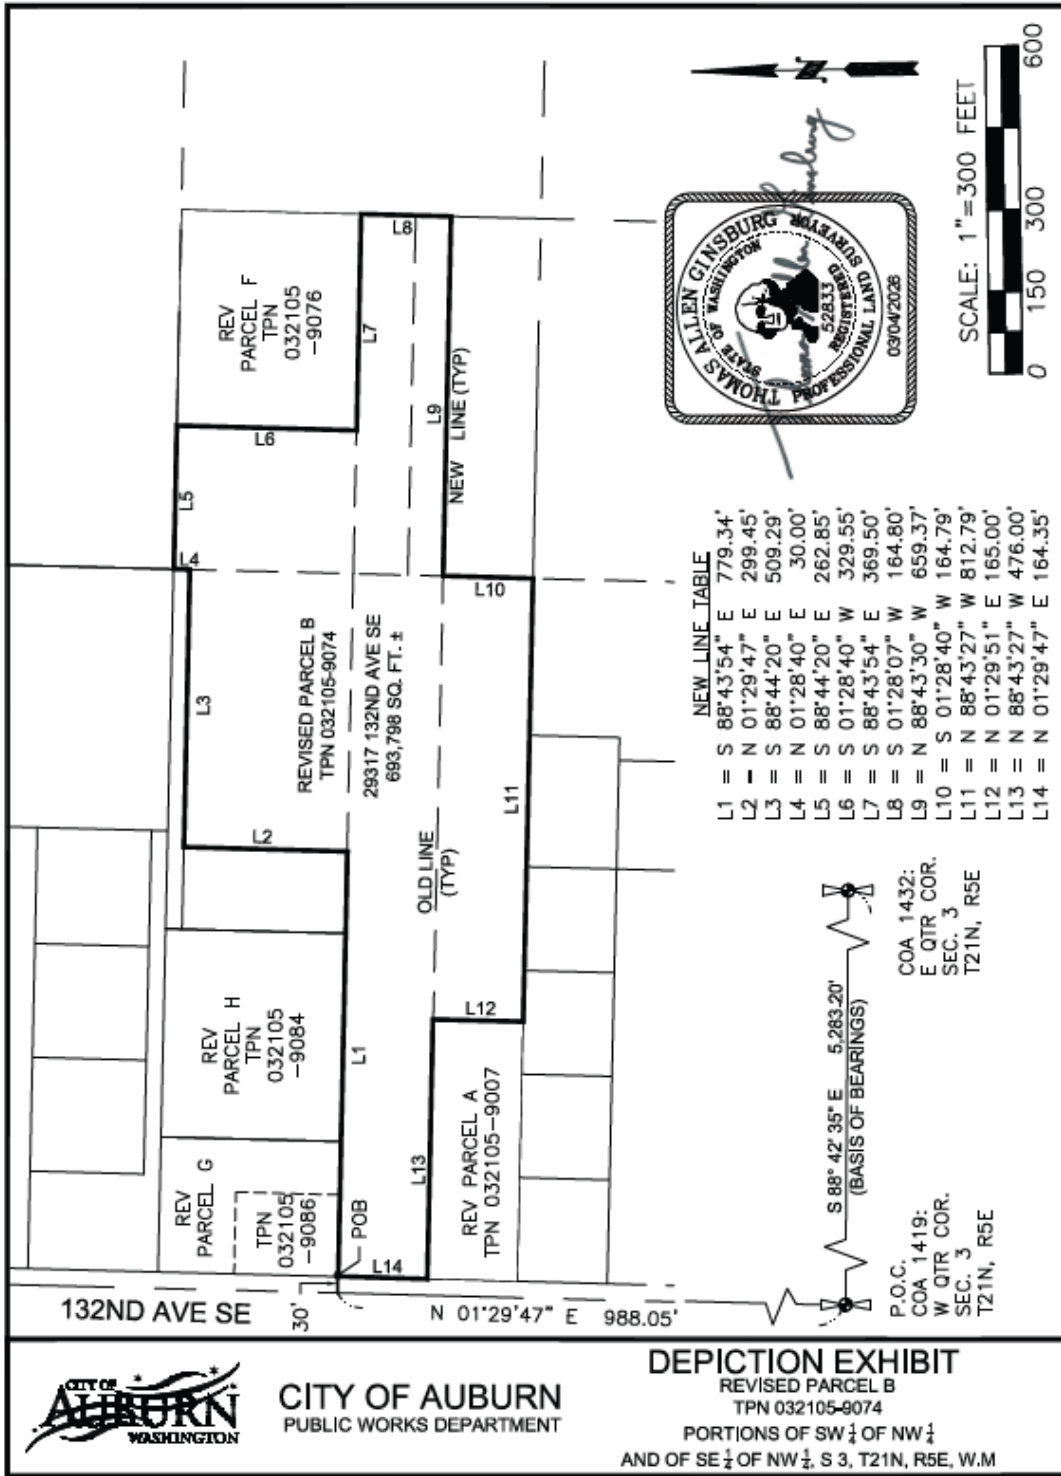 REV
PARCEL F
TPN
032105
-9076
L8
L7
L6
L5
L4
L9
NEW LINE (TYP)
L10
L3
REVISED PARCEL B
TPN 032105-9074
29317 132ND AVE SE
693,798 SQ. FT. ±
L2
OLD LINE
(TYP)
L11
L12
L1
REV
PARCEL H
TPN
032105
-9084
REV
PARCEL G
TPN
032105
-9086
POB
L13
L14
REV PARCEL A
TPN 032105-9007
132ND AVE SE
30'
N 01°29'47" E 988.05'
N
THOMAS ALLEN GINSBURG
STATE OF WASHINGTON
52833
REGISTERED
PROFESSIONAL LAND SURVEYOR
03/04/2026
SCALE: 1"=300 FEET
0 150 300 600
NEW LINE TABLE
L1 = S 88°43'54" E 779.34'
L2 = N 01°29'47" E 299.45'
L3 = S 88°44'20" E 509.29'
L4 = N 01°28'40" E 30.00'
L5 = S 88°44'20" E 262.85'
L6 = S 01°28'40" W 329.55'
L7 = S 88°43'54" E 369.50'
L8 = S 01°28'07" W 164.80'
L9 = N 88°43'30" W 659.37'
L10 = S 01°28'40" W 164.79'
L11 = N 88°43'27" W 812.79'
L12 = N 01°29'51" E 165.00'
L13 = N 88°43'27" W 476.00'
L14 = N 01°29'47" E 164.35'
S 88° 42' 35" E 5,283.20'
(BASIS OF BEARINGS)
P.O.C.
COA 1419:
W QTR COR.
SEC. 3
T21N, R5E
COA 1432:
E QTR COR.
SEC. 3
T21N, R5E
CITY OF
AUBURN
WASHINGTON
CITY OF AUBURN
PUBLIC WORKS DEPARTMENT
DEPICTION EXHIBIT
REVISED PARCEL B
TPN 032105-9074
PORTIONS OF SW 1/4 OF NW 1/4
AND OF SE 1/4 OF NW 1/4, S 3, T21N, R5E, W.M